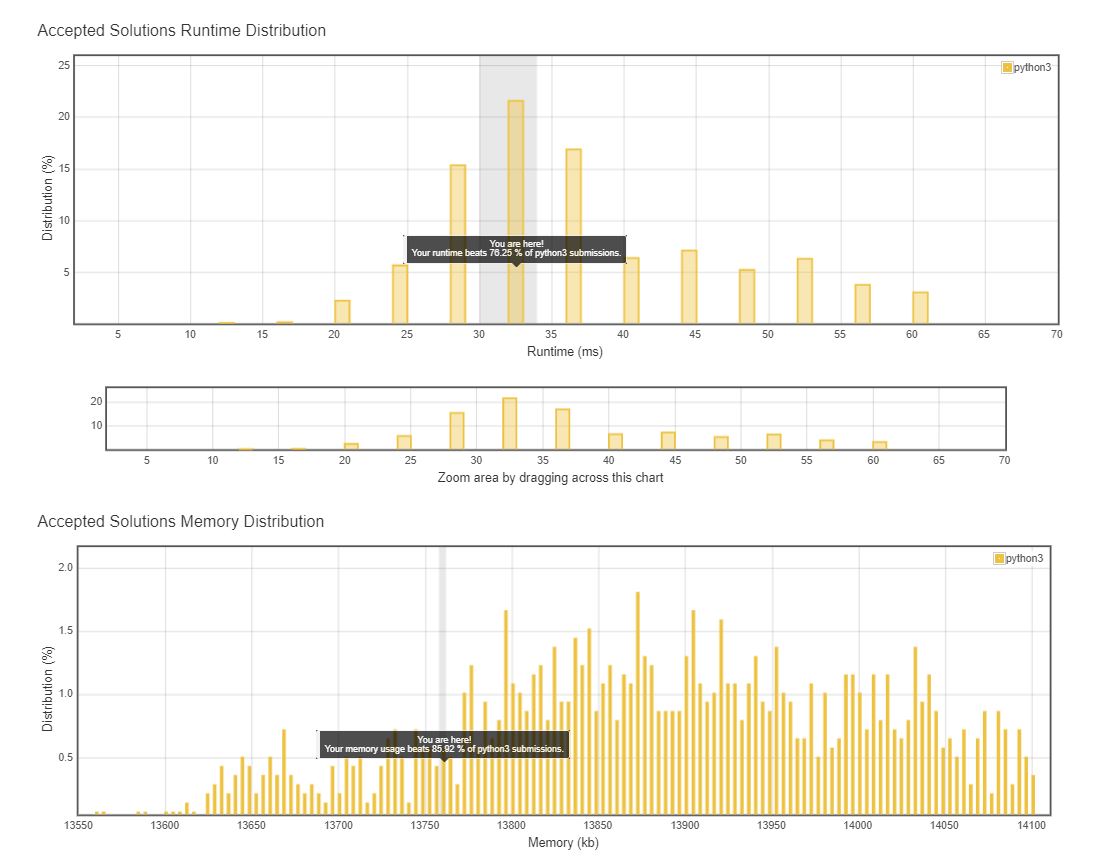 Accepted Solutions Runtime Distribution
25
20
15
10
5
Distribution (%)
python3
You are here!
Your runtime beats 76.25 % of python3 submissions.
5 10 15 20 25 30 35 40 45 50 55 60 65 70
Runtime (ms)
20
10
5 10 15 20 25 30 35 40 45 50 55 60 65 70
Zoom area by dragging across this chart
Accepted Solutions Memory Distribution
2.0
1.5
1.0
0.5
Distribution (%)
python3
You are here!
Your memory usage beats 85.92 % of python3 submissions.
13550 13600 13650 13700 13750 13800 13850 13900 13950 14000 14050 14100
Memory (kb)